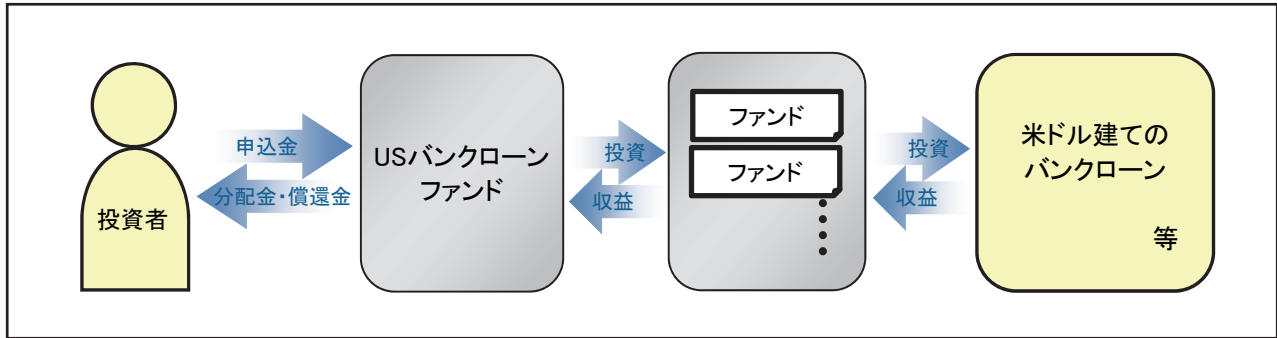 投資者
申込金
分配金・償還金
USバンクローン
ファンド
投資
収益
ファンド
ファンド
投資
収益
米ドル建ての
バンクローン
等